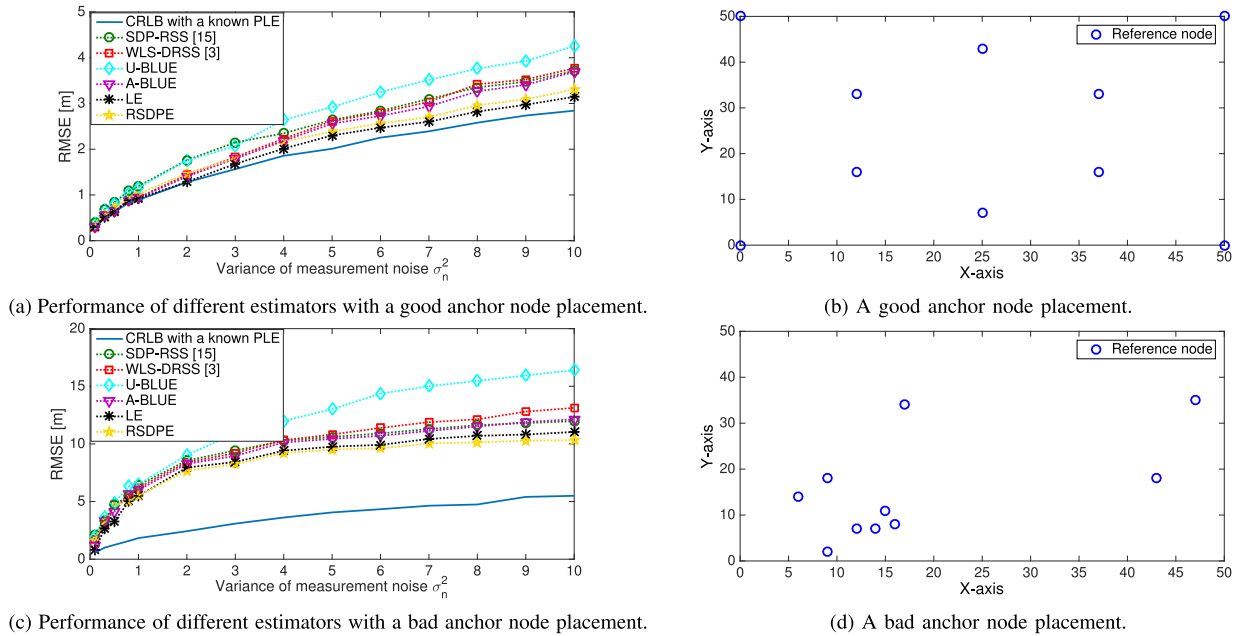 5
4
3
2
1
0
RMSE [m]
CRLB with a known PLE
SDP-RSS [15]
WLS-DRSS [3]
U-BLUE
A-BLUE
LE
RSDPE
0 1 2 3 4 5 6 7 8 9 10
Variance of measurement noise σ_n^2
(a) Performance of different estimators with a good anchor node placement.
50
40
30
20
10
0
Y-axis
Reference node
0 5 10 15 20 25 30 35 40 45 50
X-axis
(b) A good anchor node placement.
20
15
10
5
0
RMSE [m]
CRLB with a known PLE
SDP-RSS [15]
WLS-DRSS [3]
U-BLUE
A-BLUE
LE
RSDPE
0 1 2 3 4 5 6 7 8 9 10
Variance of measurement noise σ_n^2
(c) Performance of different estimators with a bad anchor node placement.
50
40
30
20
10
0
Y-axis
Reference node
0 5 10 15 20 25 30 35 40 45 50
X-axis
(d) A bad anchor node placement.